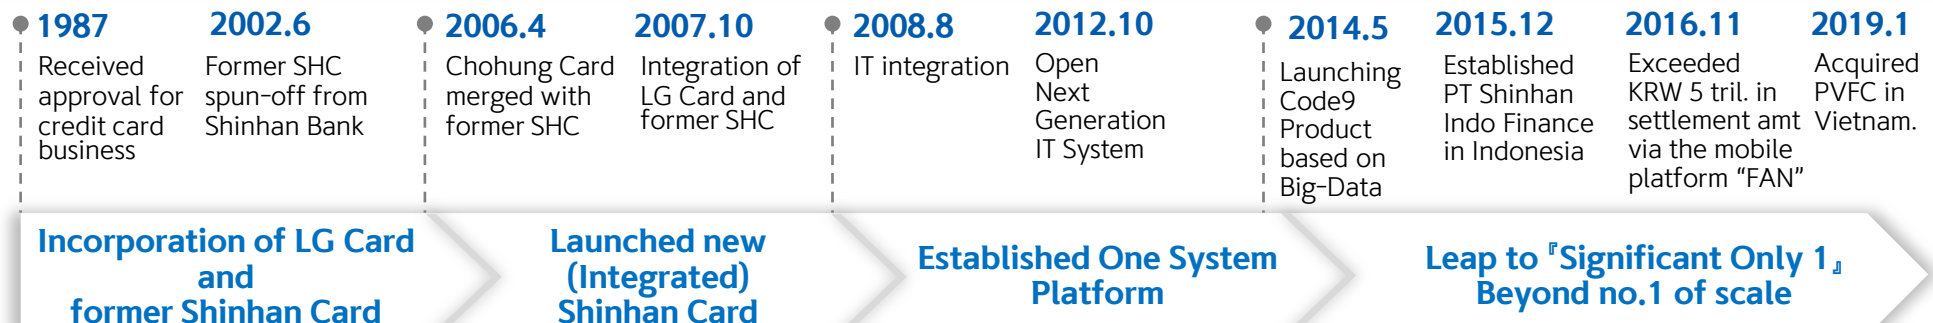 1987
Received
approval for
credit card
business
2002.6
Former SHC
spun-off from
Shinhan Bank
2006.4
Chohung Card
merged with
former SHC
2007.10
Integration of
LG Card and
former SHC
2008.8
IT integration
2012.10
Open
Next
Generation
IT System
2014.5
Launching
Code9
Product
based on
Big-Data
2015.12
Established
PT Shinhan
Indo Finance
in Indonesia
2016.11
Exceeded
KRW 5 tril. in
settlement amt
via the mobile
platform “FAN”
2019.1
Acquired
PVFC in
Vietnam.
Incorporation of LG Card
and
former Shinhan Card
Launched new
(Integrated)
Shinhan Card
Established One System
Platform
Leap to 『Significant Only 1』
Beyond no.1 of scale